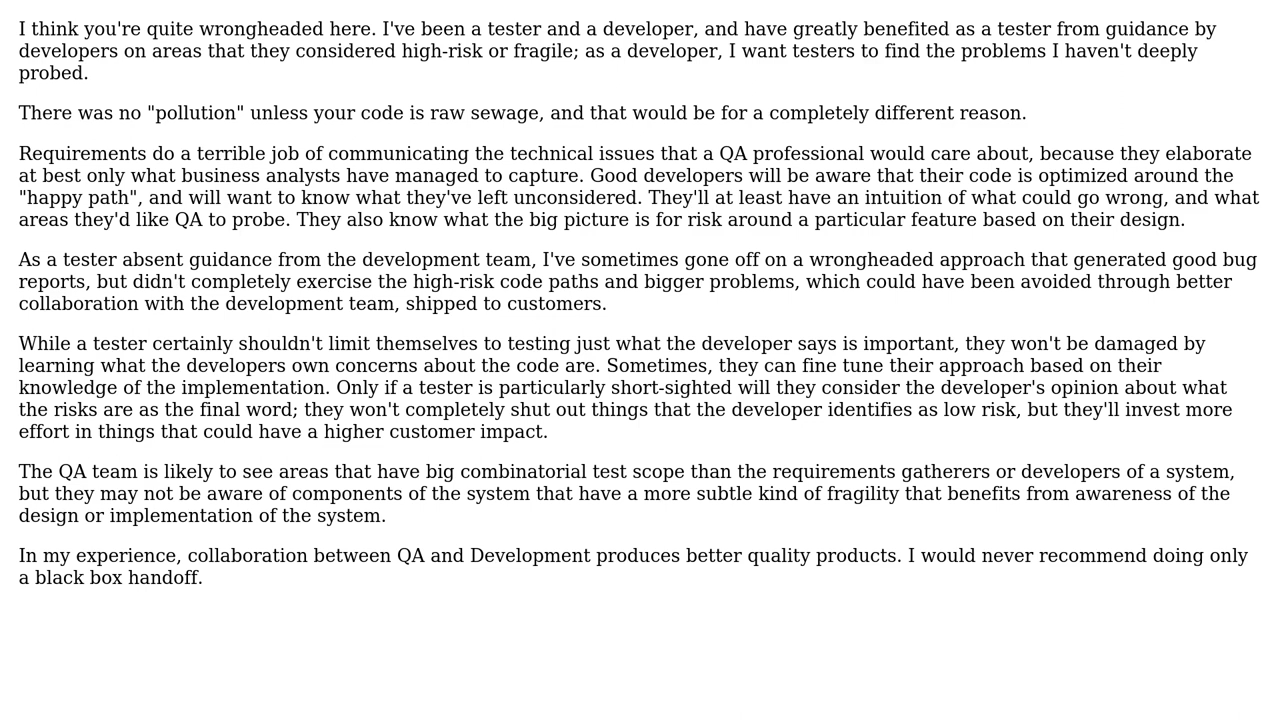 I think you're quite wrongheaded here. I've been a tester and a developer, and have greatly benefited as a tester from guidance by
developers on areas that they considered high-risk or fragile; as a developer, I want testers to find the problems I haven't deeply
probed.
There was no "pollution" unless your code is raw sewage, and that would be for a completely different reason.
Requirements do a terrible job of communicating the technical issues that a QA professional would care about, because they elaborate
at best only what business analysts have managed to capture. Good developers will be aware that their code is optimized around the
"happy path", and will want to know what they've left unconsidered. They'll at least have an intuition of what could go wrong, and what
areas they'd like QA to probe. They also know what the big picture is for risk around a particular feature based on their design.
As a tester absent guidance from the development team, I've sometimes gone off on a wrongheaded approach that generated good bug
reports, but didn't completely exercise the high-risk code paths and bigger problems, which could have been avoided through better
collaboration with the development team, shipped to customers.
While a tester certainly shouldn't limit themselves to testing just what the developer says is important, they won't be damaged by
learning what the developers own concerns about the code are. Sometimes, they can fine tune their approach based on their
knowledge of the implementation. Only if a tester is particularly short-sighted will they consider the developer's opinion about what
the risks are as the final word; they won't completely shut out things that the developer identifies as low risk, but they'll invest more
effort in things that could have a higher customer impact.
The QA team is likely to see areas that have big combinatorial test scope than the requirements gatherers or developers of a system,
but they may not be aware of components of the system that have a more subtle kind of fragility that benefits from awareness of the
design or implementation of the system.
In my experience, collaboration between QA and Development produces better quality products. I would never recommend doing only
a black box handoff.